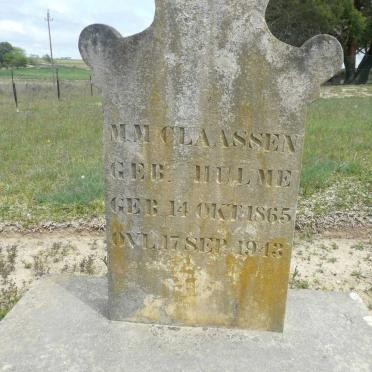 M.M CLAASSEN
GEB. HULME
GEB 14 OKT. 1865
OVL. 17 SEP. 1943